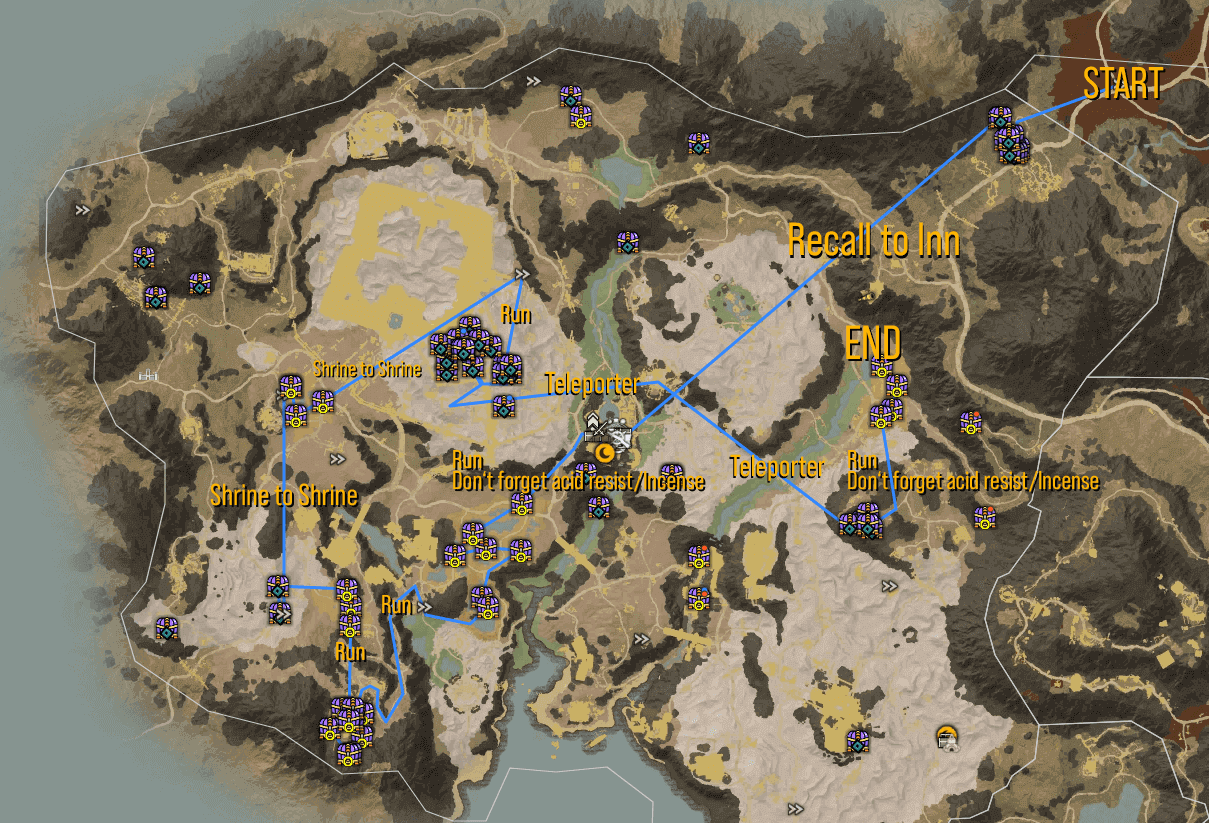 START
Recall to Inn
Run
END
Shrine to Shrine
Teleporter
Run
Don't forget acid resist/Incense
Teleporter
Run
Don't forget acid resist/Incense
Shrine to Shrine
Run
Run